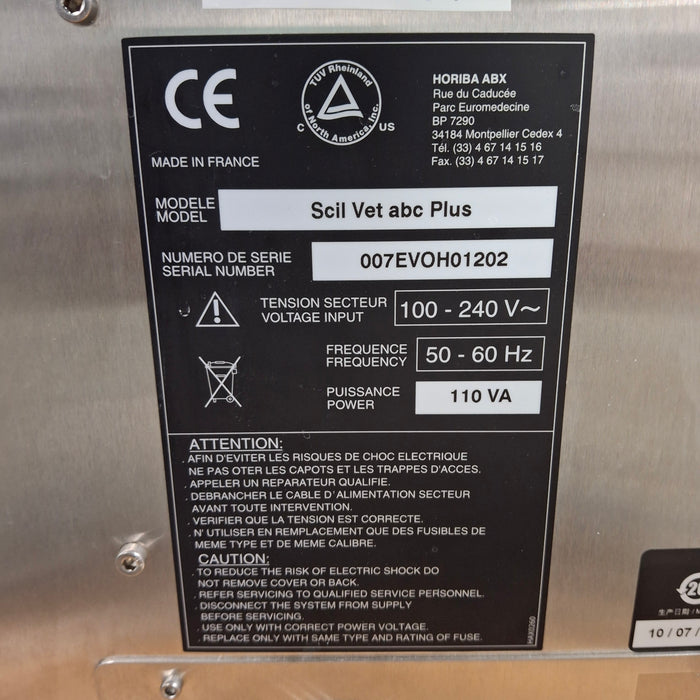 CE
TÜV Rheinland
of North America, Inc.
C US
HORIBA ABX
Rue du Caducée
Parc Euromedecine
BP 7290
34184 Montpellier Cedex 4
Tél. (33) 4 67 14 15 16
Fax. (33) 4 67 14 15 17
MADE IN FRANCE
MODELE
MODEL
Scil Vet abc Plus
NUMERO DE SERIE
SERIAL NUMBER
007EVOH01202
TENSION SECTEUR
VOLTAGE INPUT
100 - 240 V~
FREQUENCE
FREQUENCY
50 - 60 Hz
PUISSANCE
POWER
110 VA
ATTENTION:
. AFIN D'EVITER LES RISQUES DE CHOC ELECTRIQUE
NE PAS OTER LES CAPOTS ET LES TRAPPES D'ACCES.
. APPELER UN REPARATEUR QUALIFIE.
. DEBRANCHER LE CABLE D'ALIMENTATION SECTEUR
AVANT TOUTE INTERVENTION.
. VERIFIER QUE LA TENSION EST CORRECTE.
. N' UTILISER EN REMPLACEMENT QUE DES FUSIBLES DE
MEME TYPE ET DE MEME CALIBRE.
CAUTION:
. TO REDUCE THE RISK OF ELECTRIC SHOCK DO
NOT REMOVE COVER OR BACK.
. REFER SERVICING TO QUALIFIED SERVICE PERSONNEL.
. DISCONNECT THE SYSTEM FROM SUPPLY
BEFORE SERVICING.
. USE ONLY WITH CORRECT POWER VOLTAGE.
. REPLACE ONLY WITH SAME TYPE AND RATING OF FUSE.
HAX0260
20
生产日期
10/07/